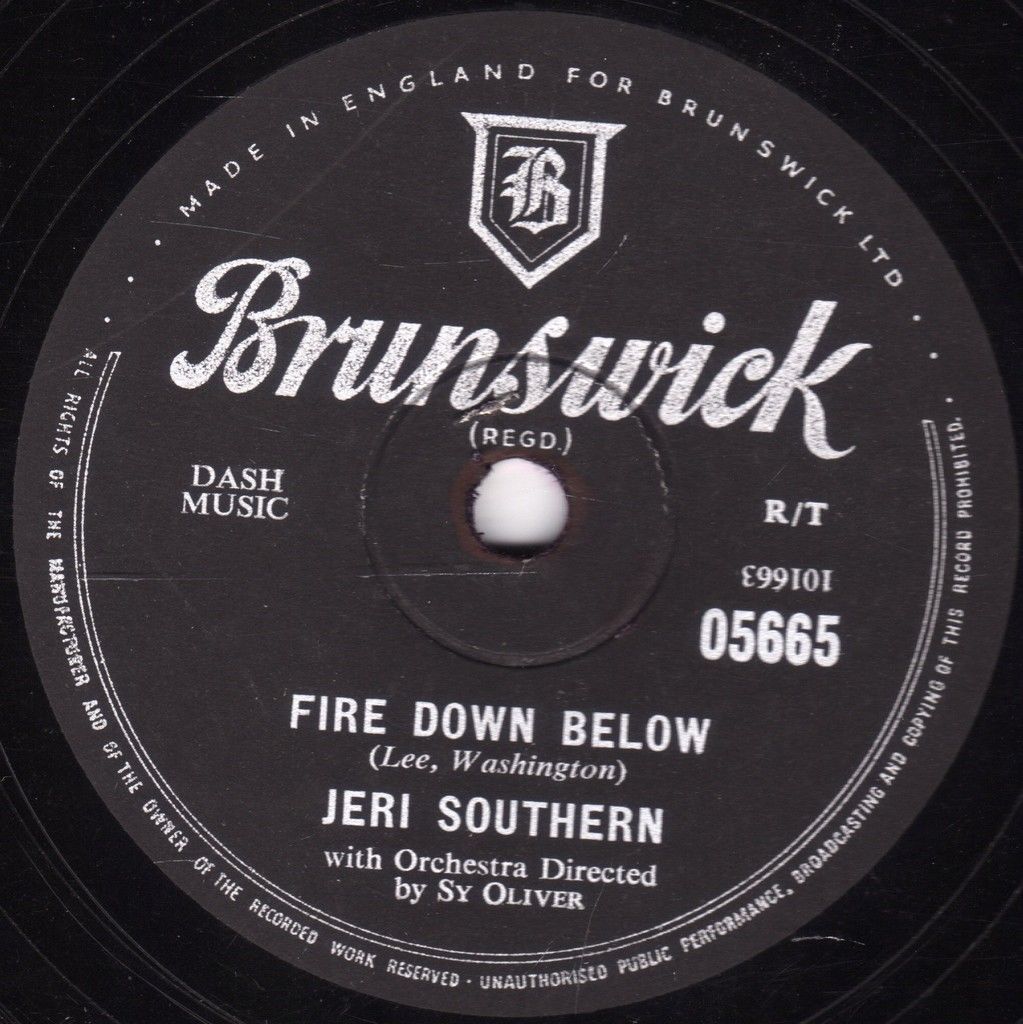 MADE IN ENGLAND FOR BRUNSWICK LTD
B
Brunswick
(REGD.)
DASH
MUSIC
R/T
101663
05665
FIRE DOWN BELOW
(Lee, Washington)
JERI SOUTHERN
with Orchestra Directed
by SY OLIVER
ALL RIGHTS OF THE MANUFACTURER AND OF THE OWNER OF THE RECORDED WORK RESERVED · UNAUTHORISED PUBLIC PERFORMANCE, BROADCASTING AND COPYING OF THIS RECORD PROHIBITED.